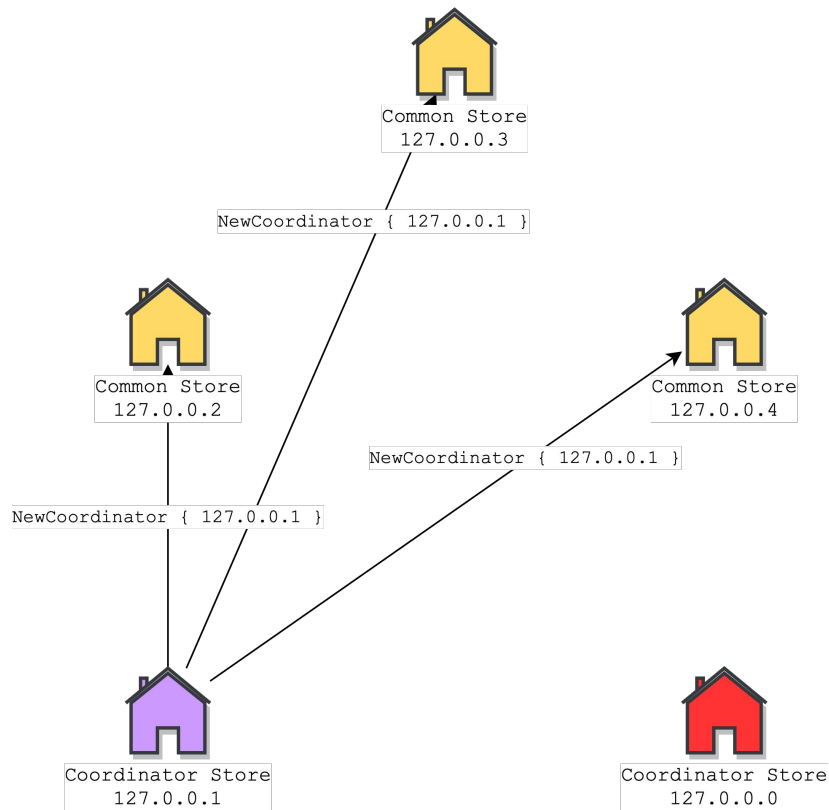 Common Store
127.0.0.3
NewCoordinator { 127.0.0.1 }
Common Store
127.0.0.2
Common Store
127.0.0.4
NewCoordinator { 127.0.0.1 }
NewCoordinator { 127.0.0.1 }
Coordinator Store
127.0.0.1
Coordinator Store
127.0.0.0